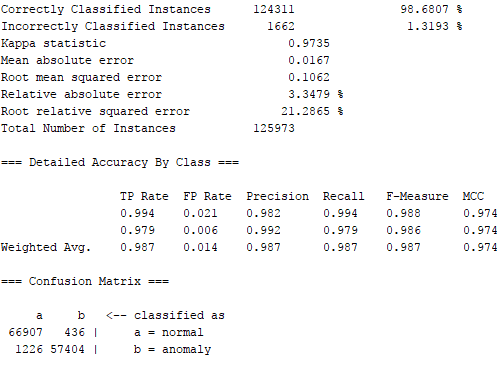 Correctly Classified Instances 124311 98.6807 %
Incorrectly Classified Instances 1662 1.3193 %
Kappa statistic 0.9735
Mean absolute error 0.0167
Root mean squared error 0.1062
Relative absolute error 3.3479 %
Root relative squared error 21.2865 %
Total Number of Instances 125973
=== Detailed Accuracy By Class ===
TP Rate FP Rate Precision Recall F-Measure MCC
0.994 0.021 0.982 0.994 0.988 0.974
0.979 0.006 0.992 0.979 0.986 0.974
Weighted Avg. 0.987 0.014 0.987 0.987 0.987 0.974
=== Confusion Matrix ===
a b <-- classified as
66907 436 | a = normal
1226 57404 | b = anomaly